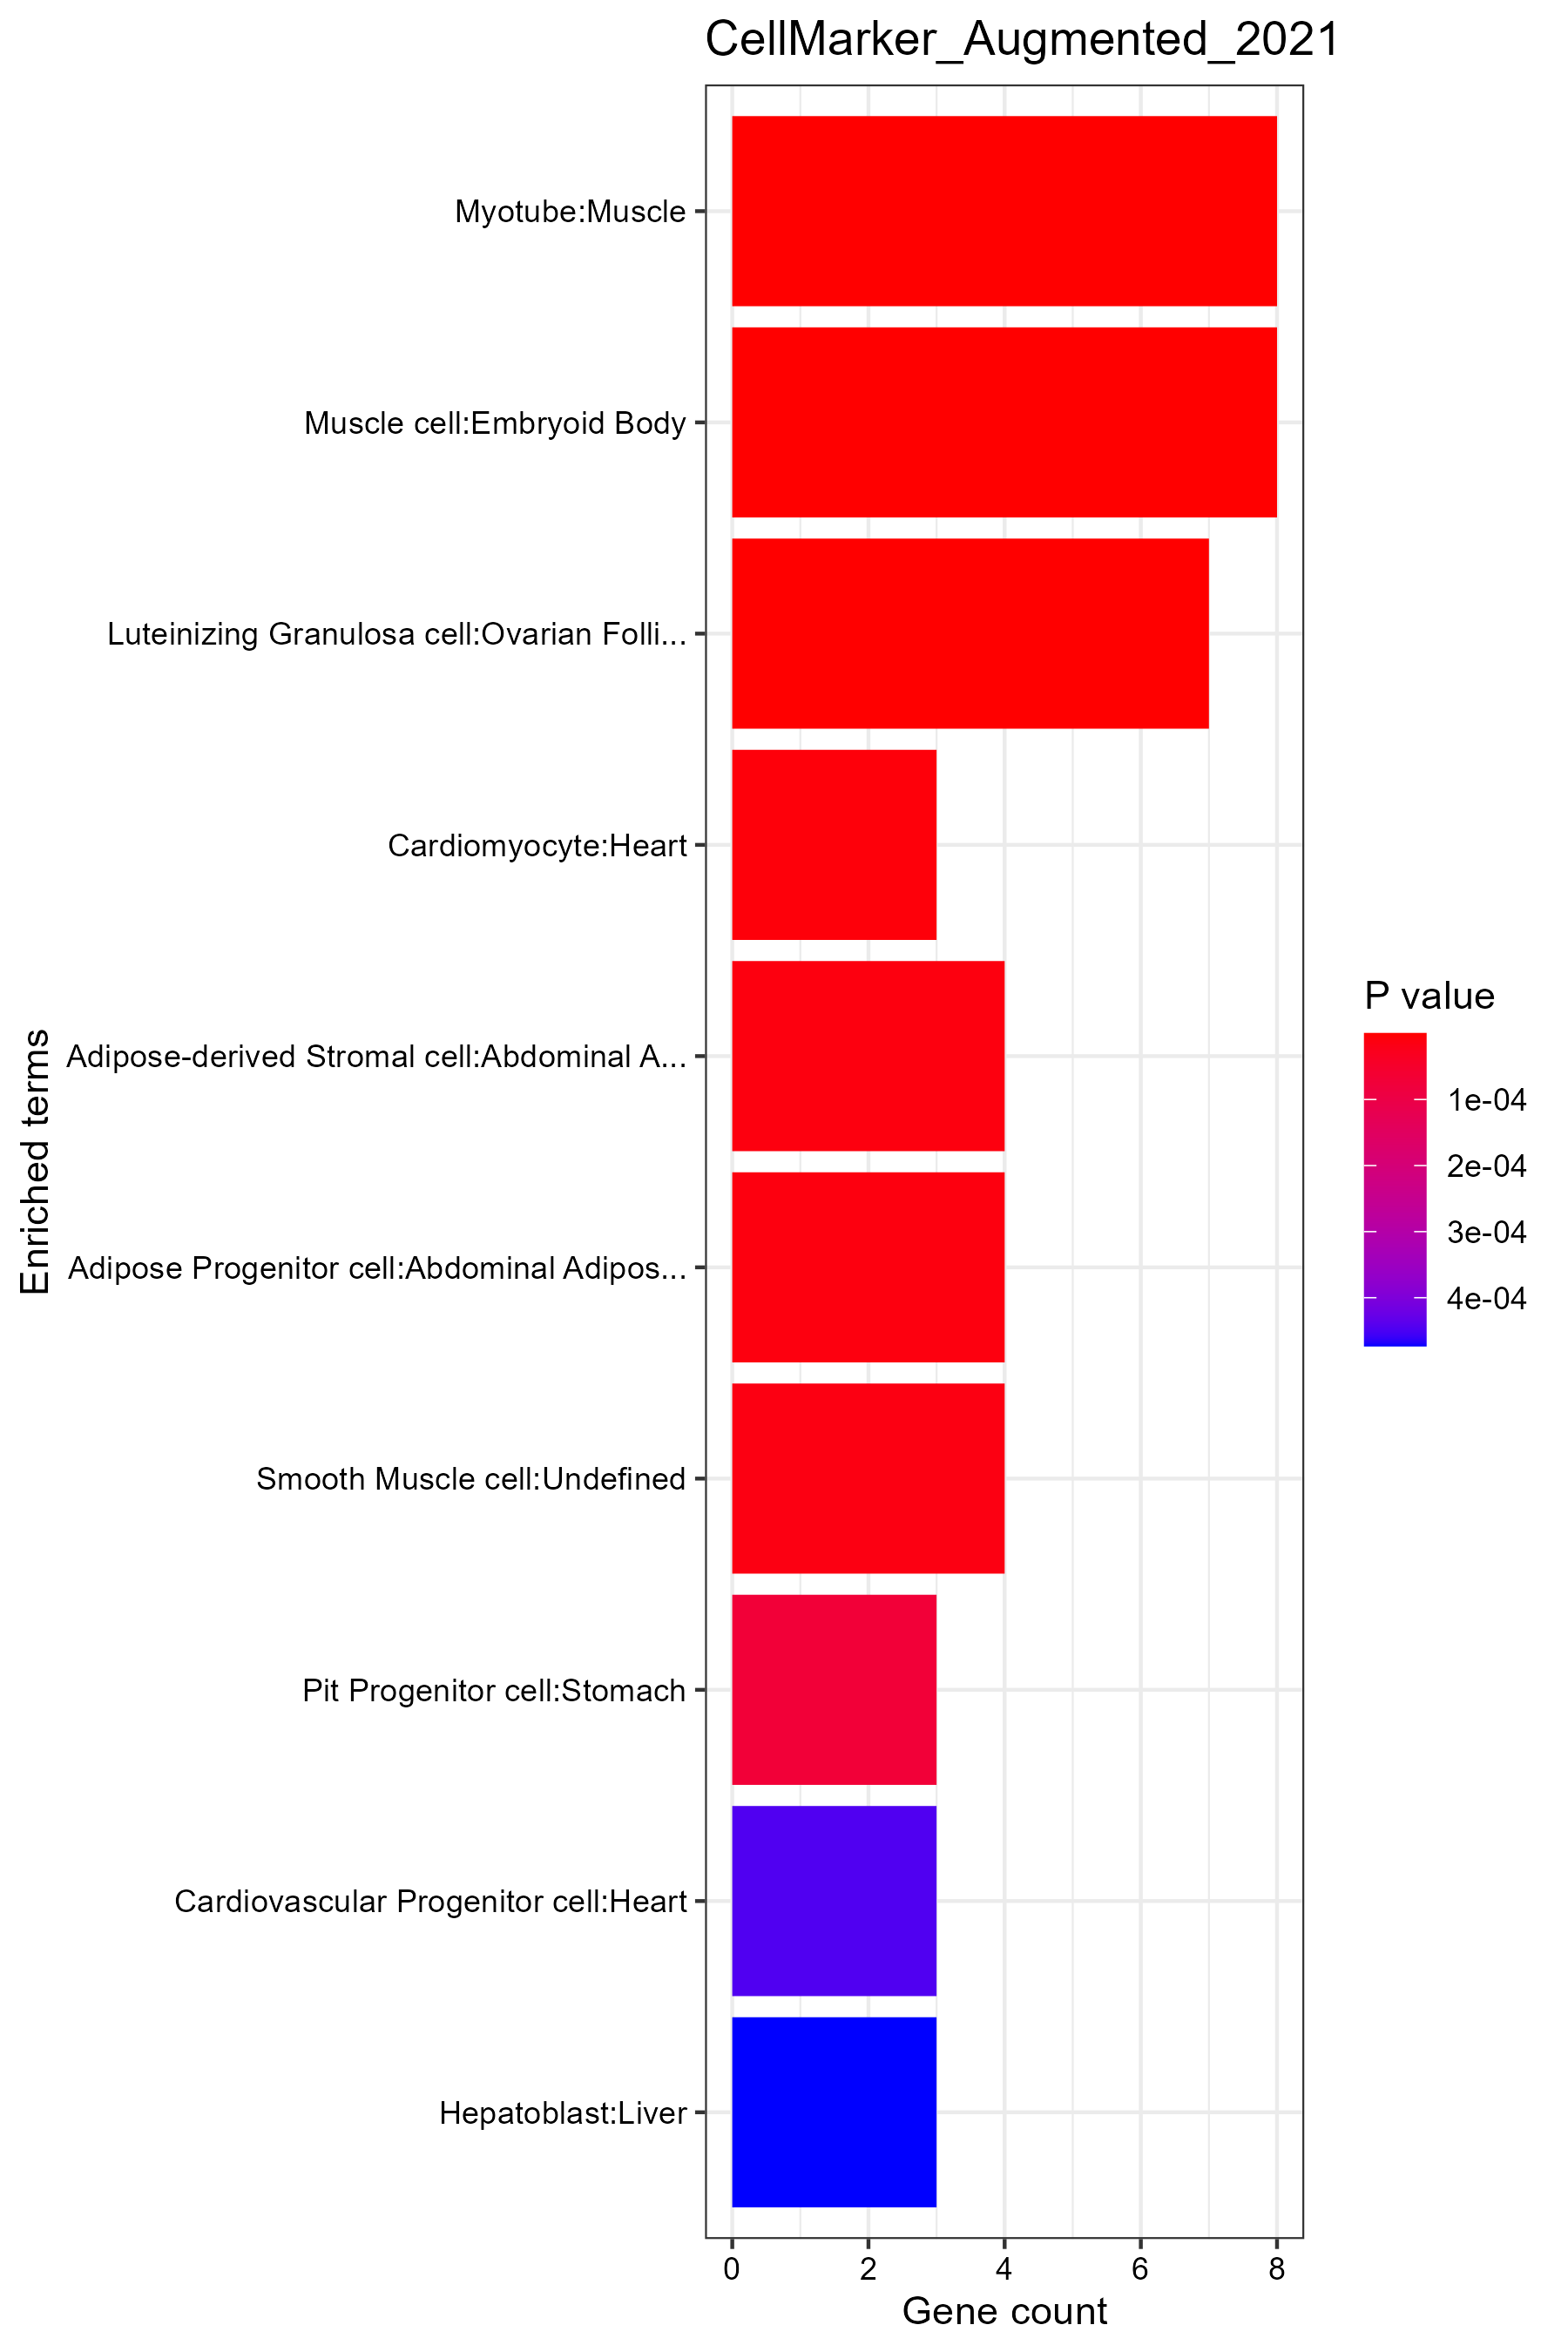 CellMarker_Augmented_2021
Myotube:Muscle
Muscle cell:Embryoid Body
Luteinizing Granulosa cell:Ovarian Folli...
Cardiomyocyte:Heart
Adipose-derived Stromal cell:Abdominal A...
Adipose Progenitor cell:Abdominal Adipos...
Smooth Muscle cell:Undefined
Pit Progenitor cell:Stomach
Cardiovascular Progenitor cell:Heart
Hepatoblast:Liver
Enriched terms
0 2 4 6 8
Gene count
P value
1e-04
2e-04
3e-04
4e-04